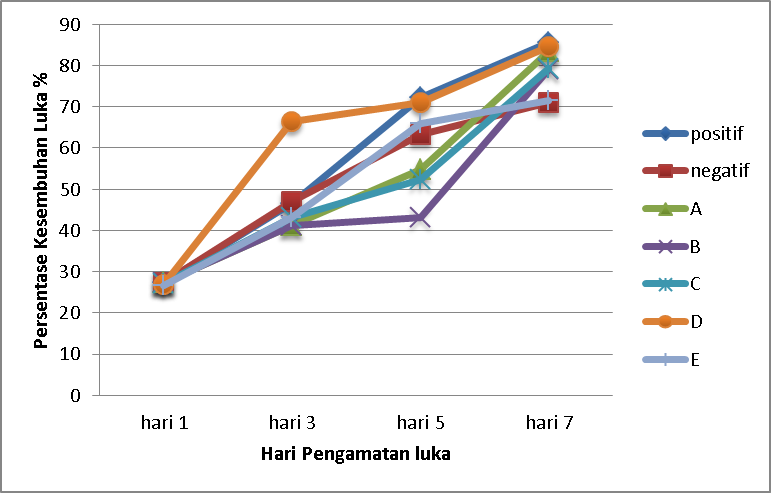 90
80
70
60
50
40
30
20
10
0
Persentase Kesembuhan Luka %
hari 1
hari 3
hari 5
hari 7
Hari Pengamatan luka
positif
negatif
A
B
C
D
E